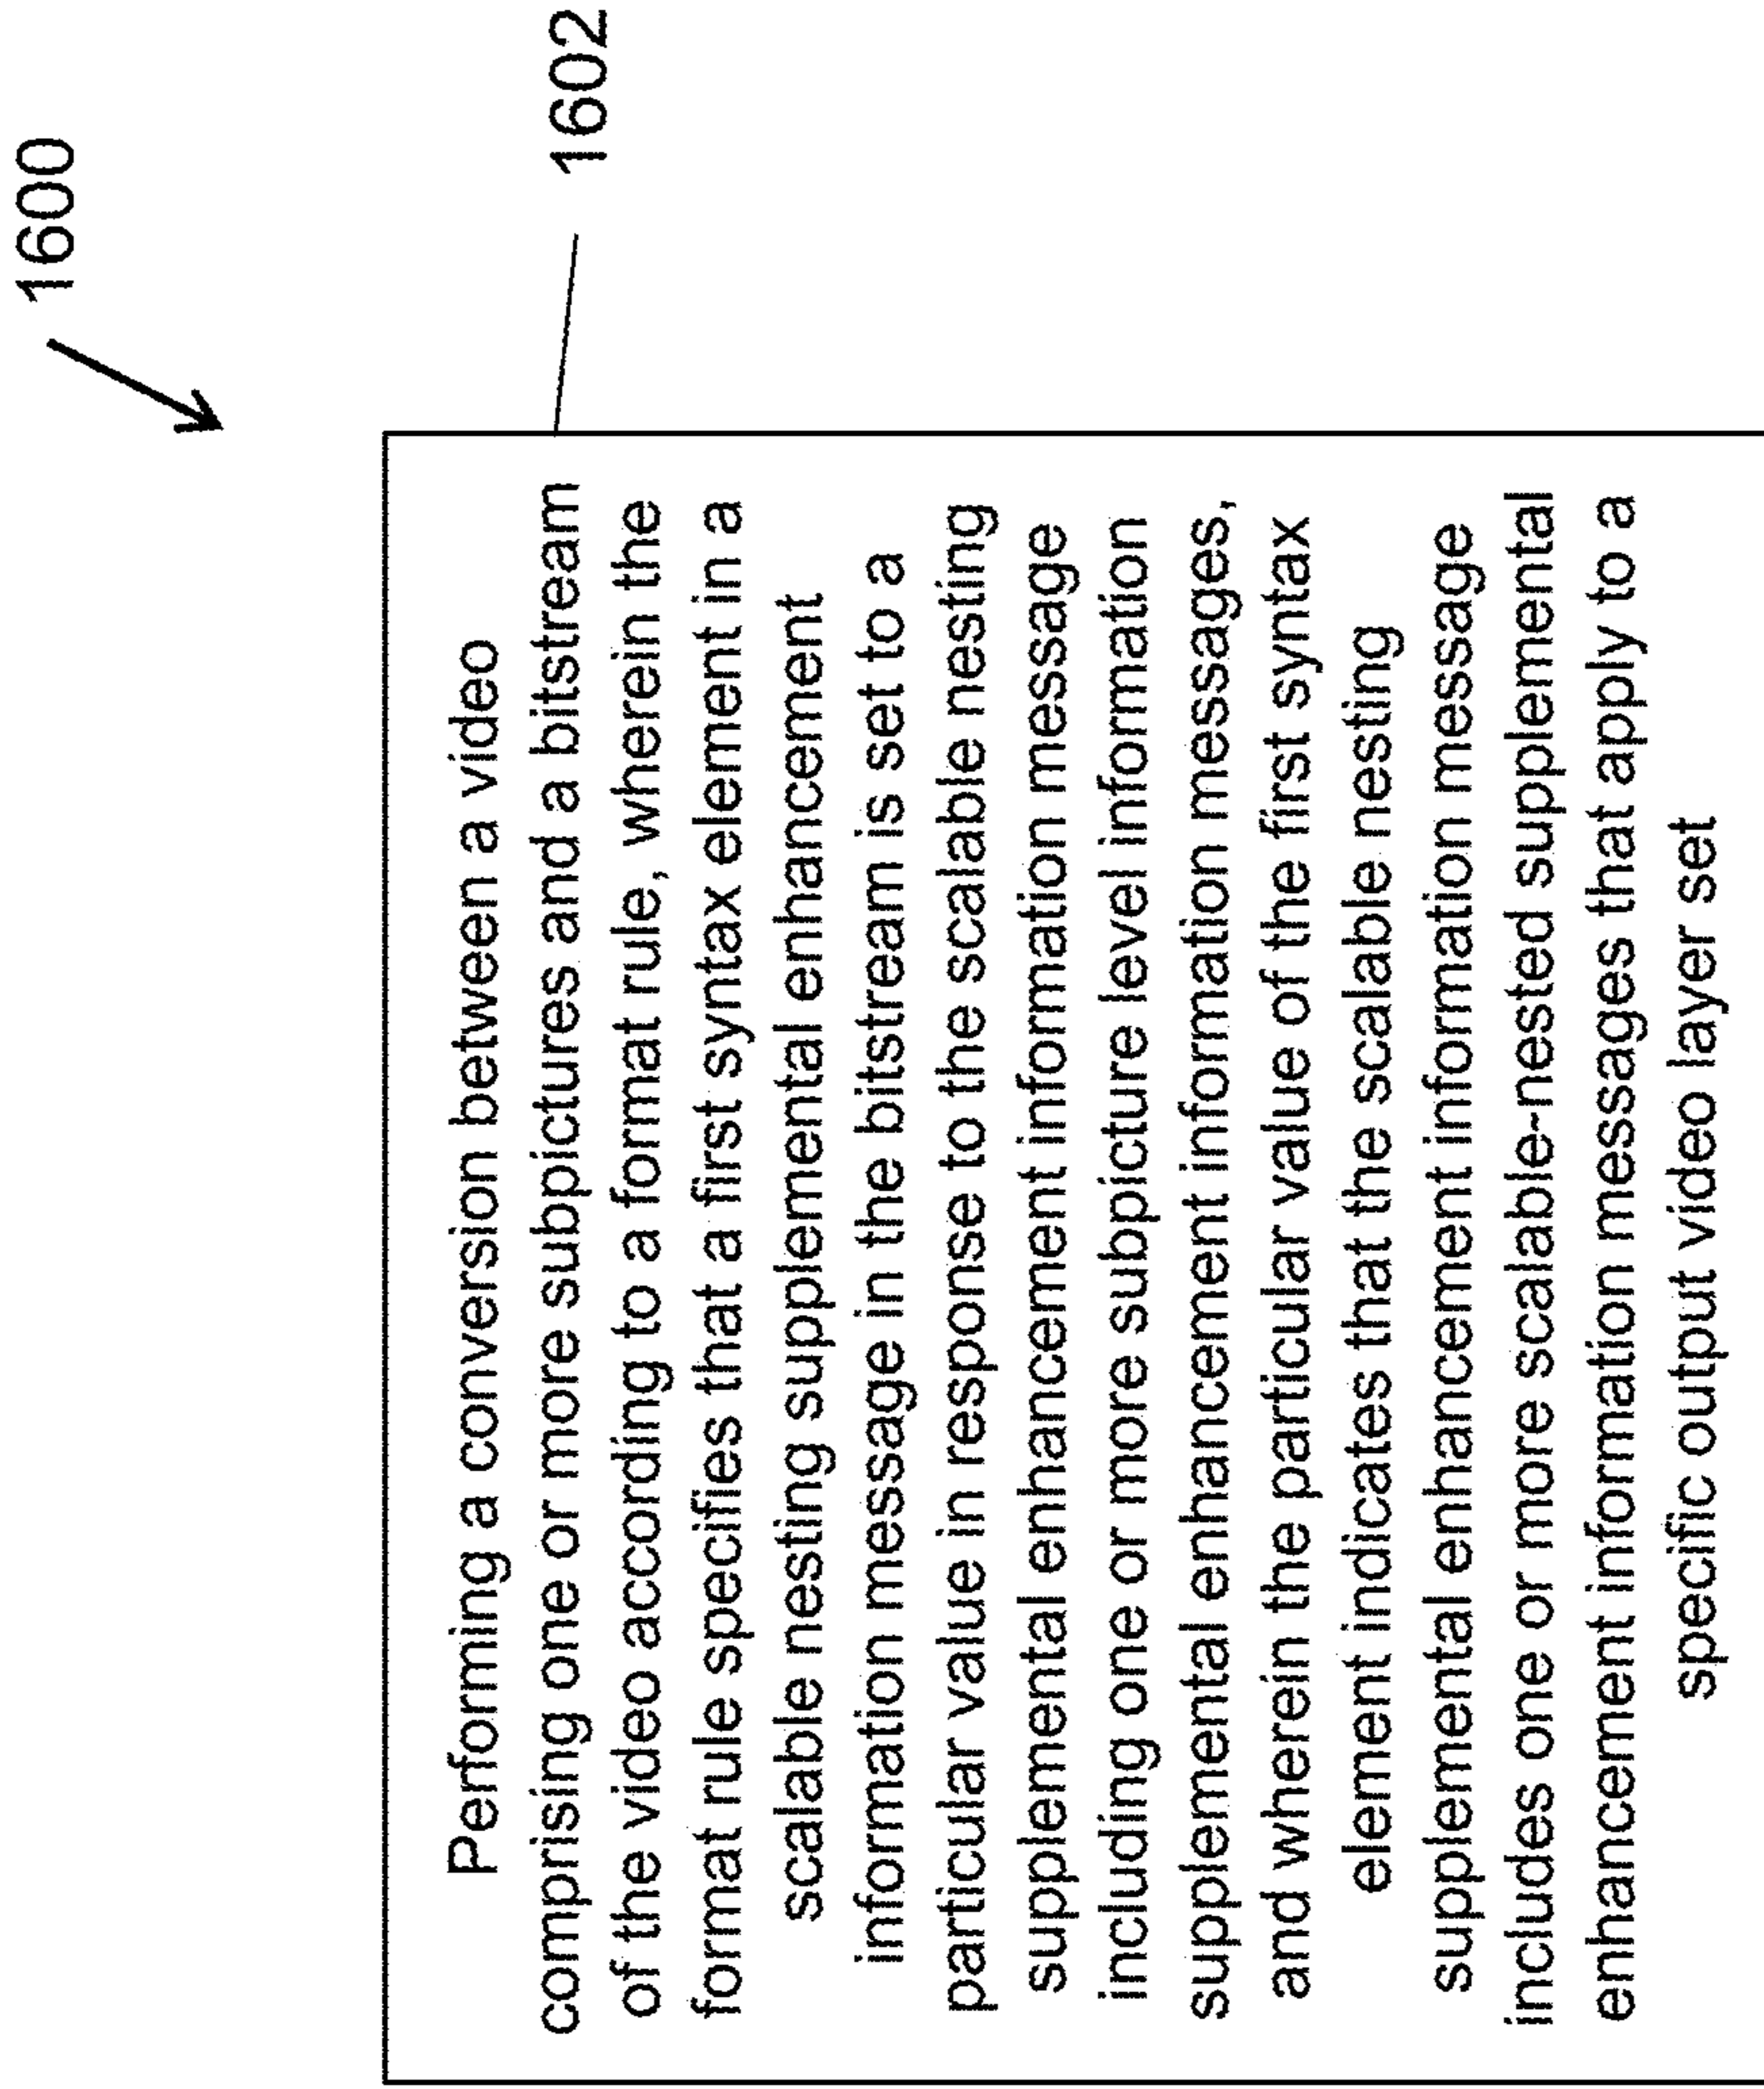 1600
1602
Performing a conversion between a video
comprising one or more subpictures and a bitstream
of the video according to a format rule, wherein the
format rule specifies that a first syntax element in a
scalable nesting supplemental enhancement
information message in the bitstream is set to a
particular value in response to the scalable nesting
supplemental enhancement information message
including one or more subpicture level information
supplemental enhancement information messages,
and wherein the particular value of the first syntax
element indicates that the scalable nesting
supplemental enhancement information message
includes one or more scalable-nested supplemental
enhancement information messages that apply to a
specific output video layer set